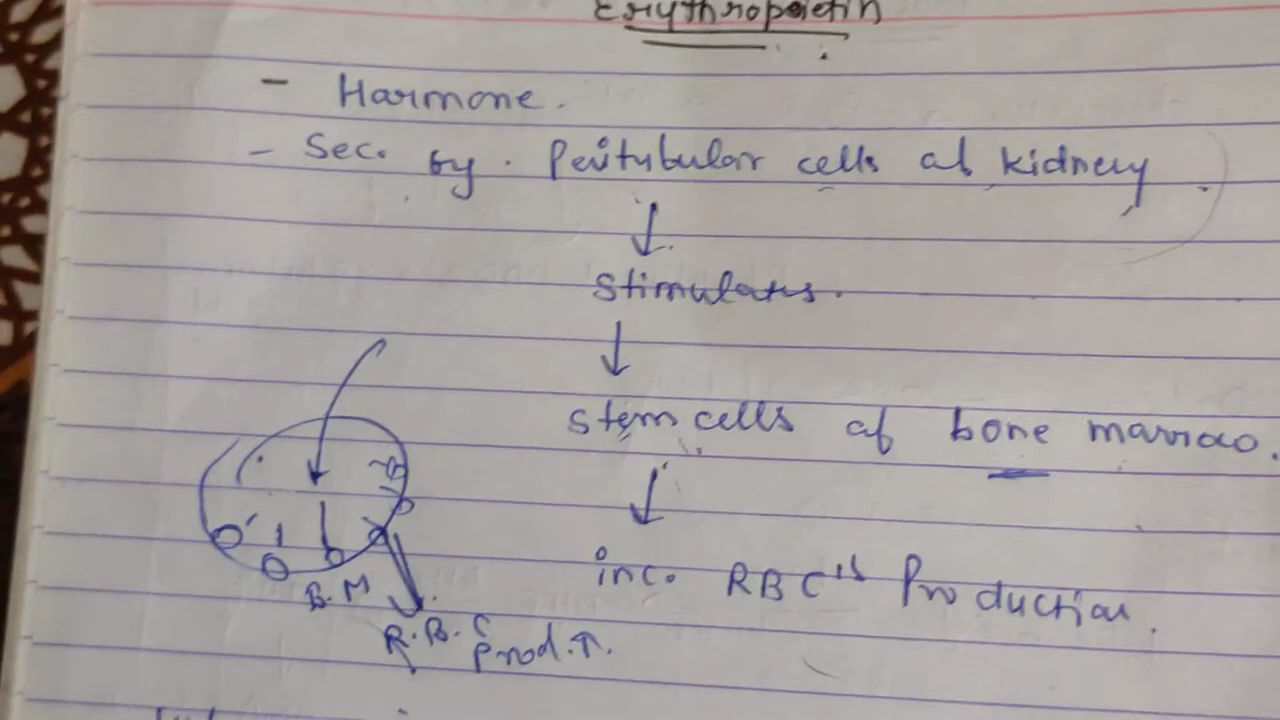 Erythropoietin
- Harmone.
- Sec. by. Peritubular cells of kidney
↓
Stimulates.
↓
Stem cells of bone marrow.
↓
inc. RBC's Production.
B.M
R.B.C
Prod. ↑.